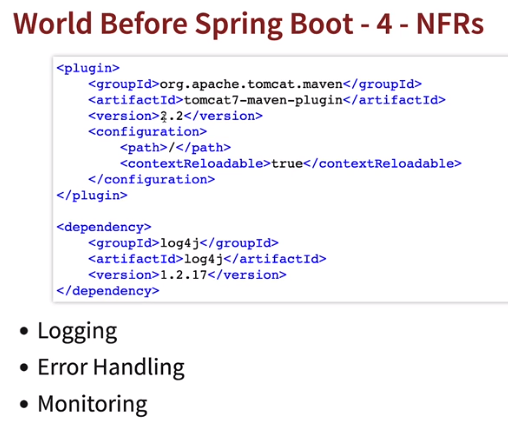 World Before Spring Boot - 4 - NFRs
<plugin>
    <groupId>org.apache.tomcat.maven</groupId>
    <artifactId>tomcat7-maven-plugin</artifactId>
    <version>2.2</version>
    <configuration>
        <path>/</path>
        <contextReloadable>true</contextReloadable>
    </configuration>
</plugin>
<dependency>
    <groupId>log4j</groupId>
    <artifactId>log4j</artifactId>
    <version>1.2.17</version>
</dependency>
• Logging
• Error Handling
• Monitoring